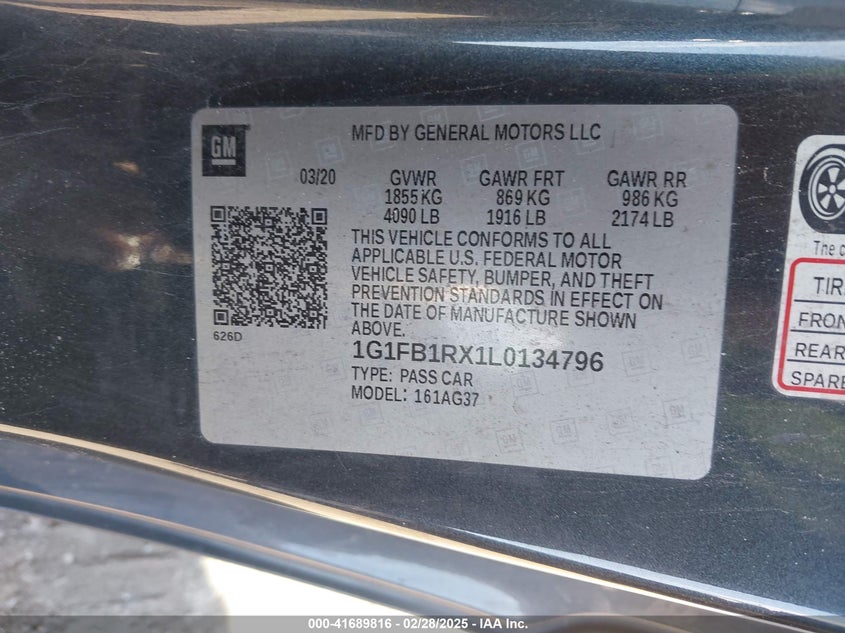 GM
MFD BY GENERAL MOTORS LLC
03/20 GVWR GAWR FRT GAWR RR
1855 KG 869 KG 986 KG
4090 LB 1916 LB 2174 LB
THIS VEHICLE CONFORMS TO ALL
APPLICABLE U.S. FEDERAL MOTOR
VEHICLE SAFETY, BUMPER, AND THEFT
PREVENTION STANDARDS IN EFFECT ON
THE DATE OF MANUFACTURE SHOWN
ABOVE.
626D
1G1FB1RX1L0134796
TYPE: PASS CAR
MODEL: 161AG37
The c
TIR
FRON
REAR
SPARE
000-41689816 - 02/28/2025 - IAAI.COM